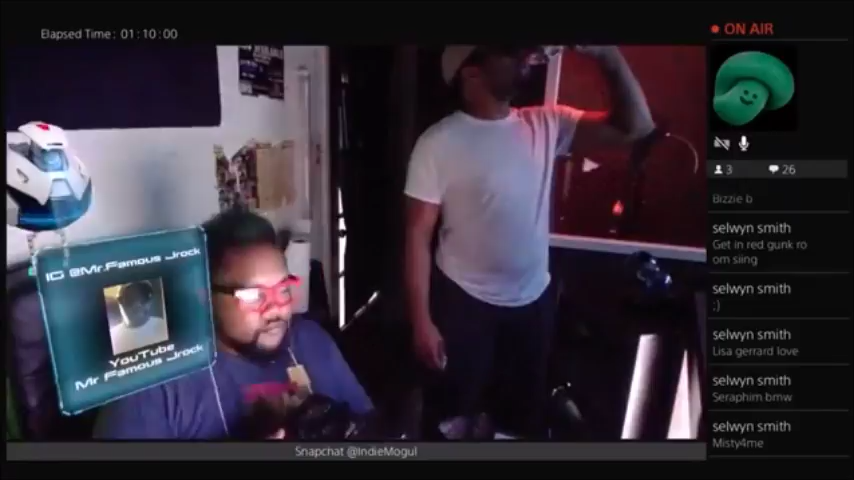 Elapsed Time : 01:10:00
ON AIR
3
26
Bizzie b
selwyn smith
Get in red gunk ro
om siing
selwyn smith
;)
selwyn smith
Lisa gerrard love
selwyn smith
Seraphim bmw
selwyn smith
Misty4me
IG @Mr.Famous Jrock
YouTube
Mr Famous Jrock
Snapchat @IndieMogul